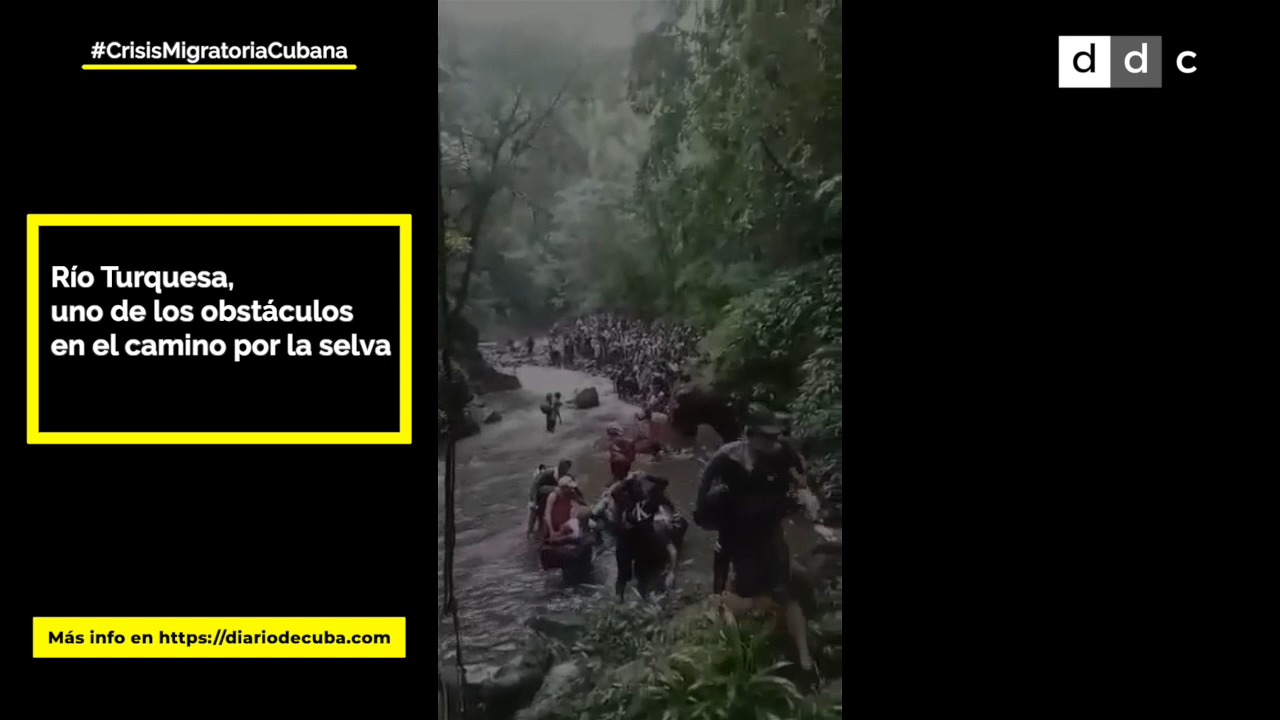 #CrisisMigratoriaCubana
d d c
Río Turquesa,
uno de los obstáculos
en el camino por la selva
K
Más info en https://diariodecuba.com